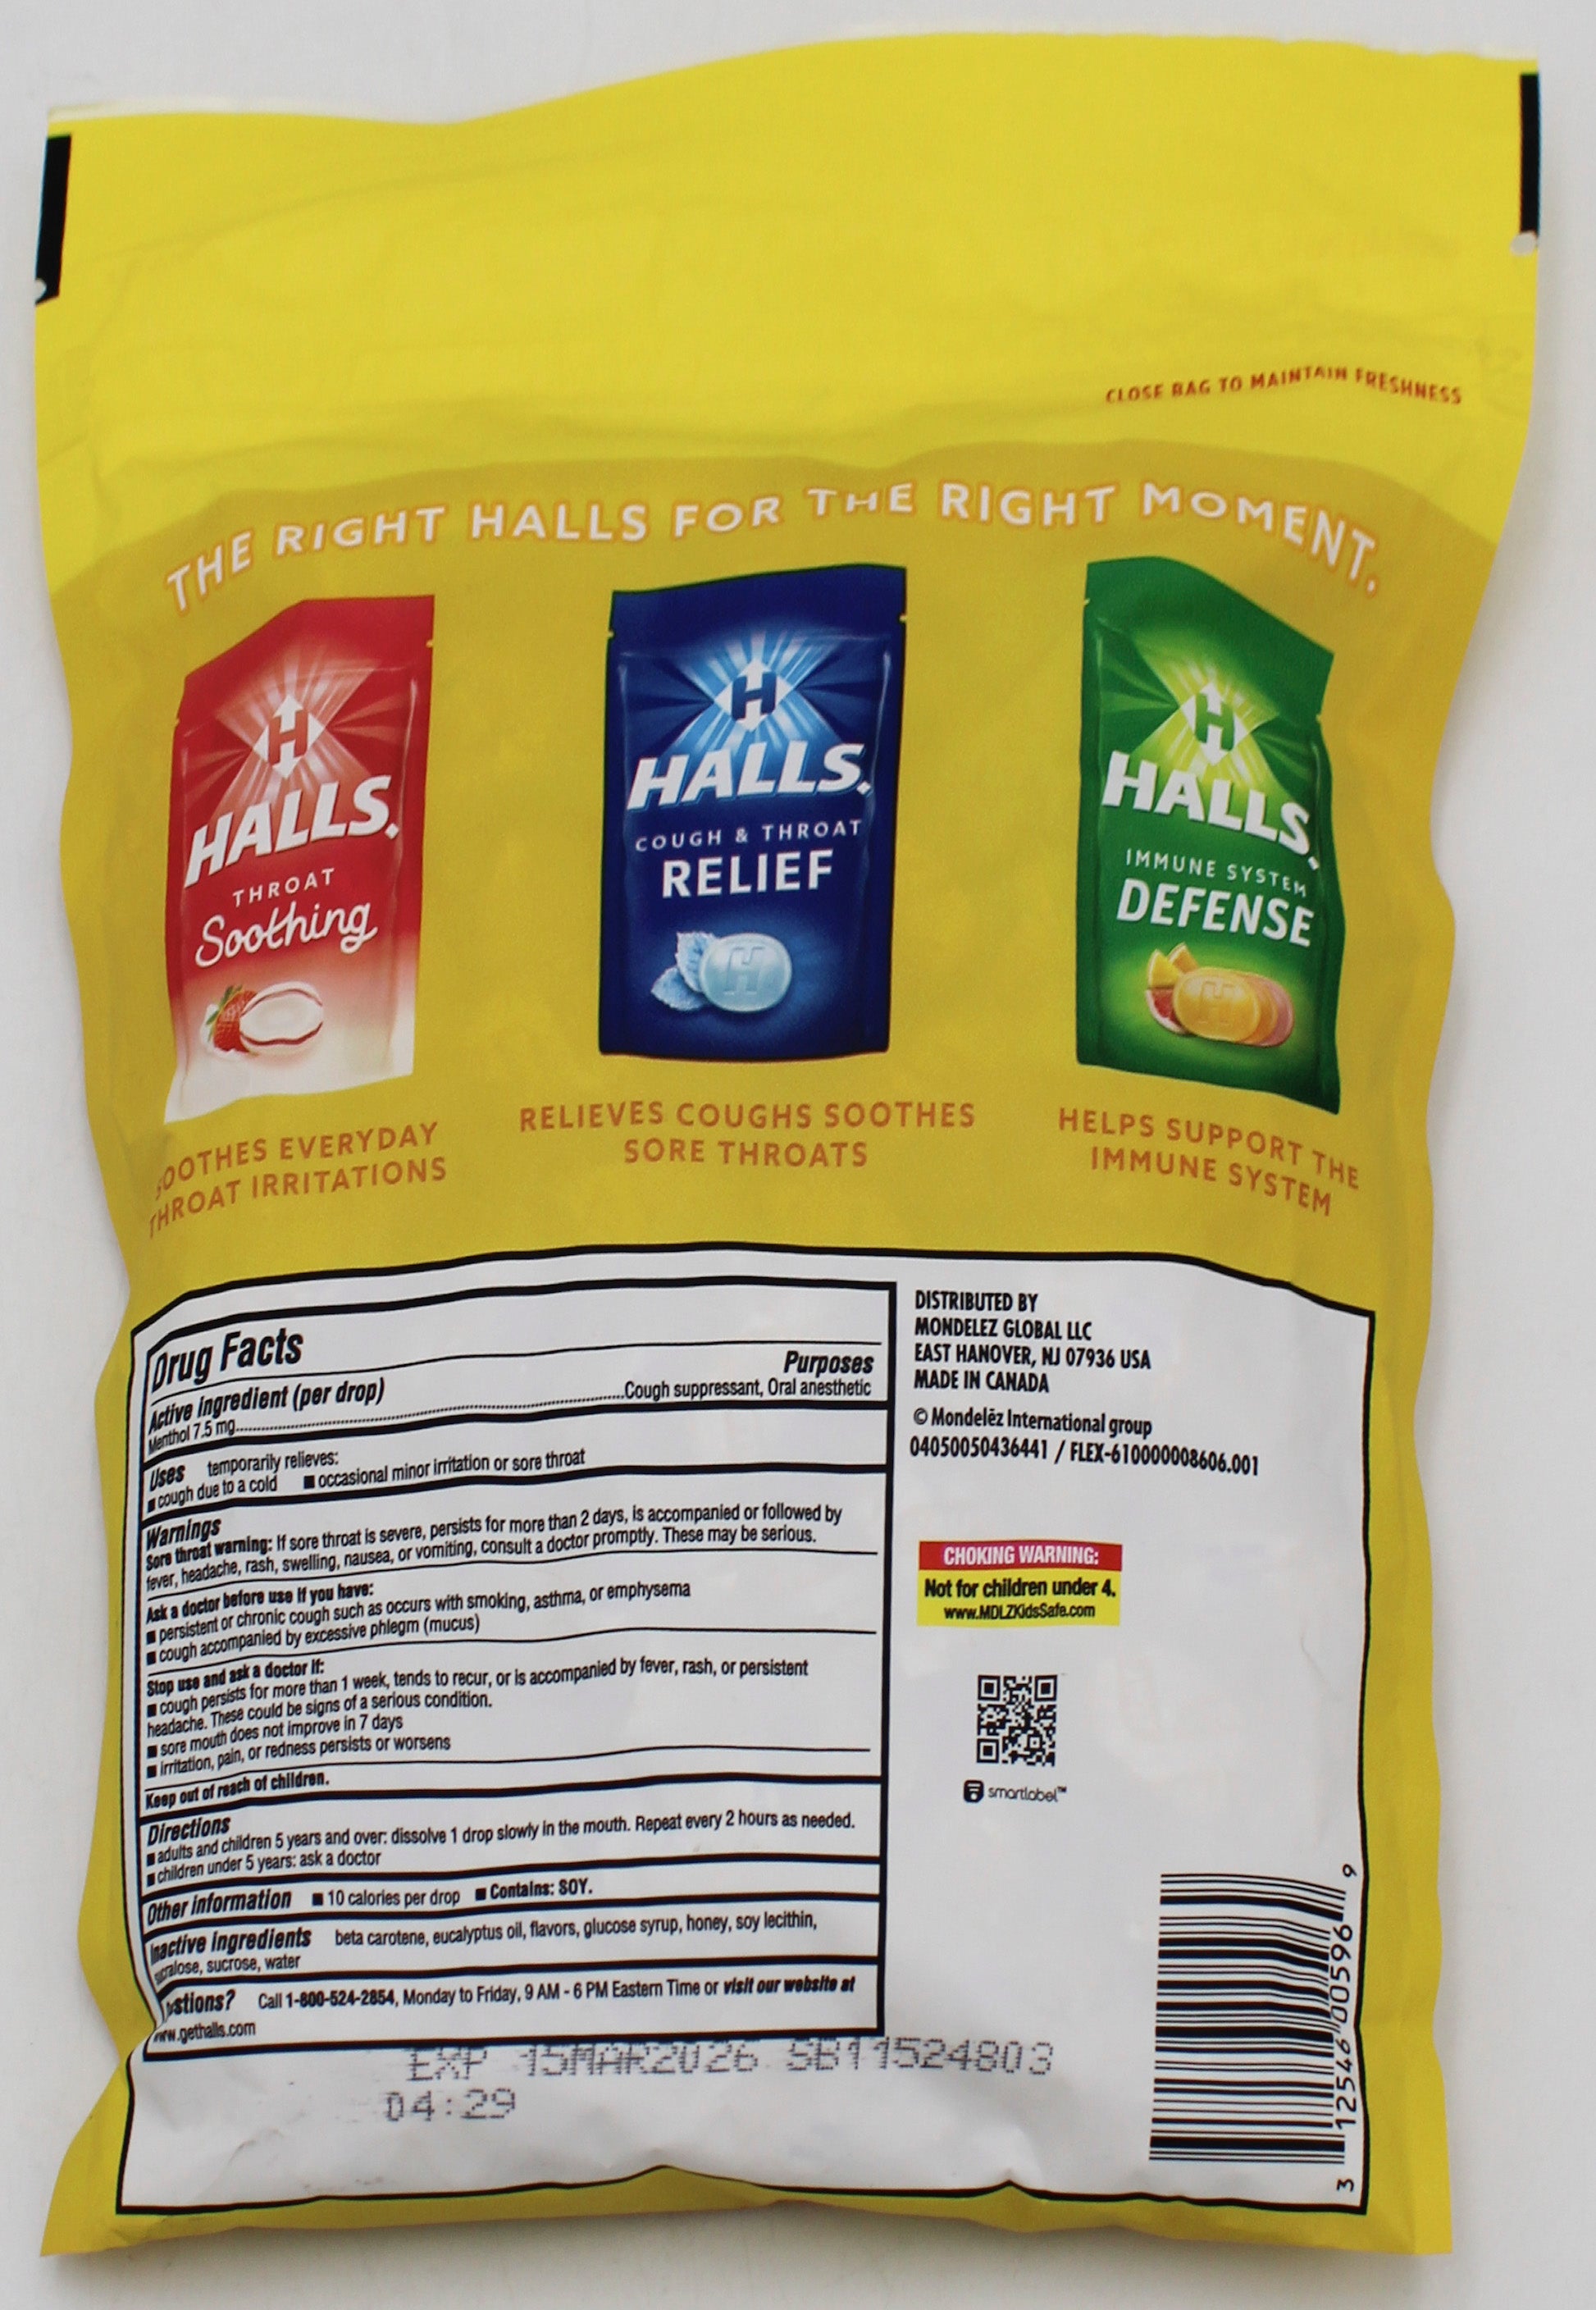 CLOSE BAG TO MAINTAIN FRESHNESS
THE RIGHT HALLS FOR THE RIGHT MOMENT.
H
HALLS.
THROAT
Soothing
H
HALLS.
COUGH & THROAT
RELIEF
H
H
HALLS.
IMMUNE SYSTEM
DEFENSE
H
SOOTHES EVERYDAY
THROAT IRRITATIONS
RELIEVES COUGHS SOOTHES
SORE THROATS
HELPS SUPPORT THE
IMMUNE SYSTEM
Drug Facts
Active ingredient (per drop) Purposes
Menthol 7.5 mg..........Cough suppressant, Oral anesthetic
Uses temporarily relieves:
■ cough due to a cold ■ occasional minor irritation or sore throat
Warnings
Sore throat warning: If sore throat is severe, persists for more than 2 days, is accompanied or followed by
fever, headache, rash, swelling, nausea, or vomiting, consult a doctor promptly. These may be serious.
Ask a doctor before use if you have:
■ persistent or chronic cough such as occurs with smoking, asthma, or emphysema
■ cough accompanied by excessive phlegm (mucus)
Stop use and ask a doctor if:
■ cough persists for more than 1 week, tends to recur, or is accompanied by fever, rash, or persistent
headache. These could be signs of a serious condition.
■ sore mouth does not improve in 7 days
■ irritation, pain, or redness persists or worsens
Keep out of reach of children.
Directions
■ adults and children 5 years and over: dissolve 1 drop slowly in the mouth. Repeat every 2 hours as needed.
■ children under 5 years: ask a doctor
Other information ■ 10 calories per drop ■ Contains: SOY.
Inactive ingredients beta carotene, eucalyptus oil, flavors, glucose syrup, honey, soy lecithin,
sucralose, sucrose, water
stions? Call 1-800-524-2854, Monday to Friday, 9 AM - 6 PM Eastern Time or visit our website at
www.gethalls.com
EXP 15MAR2026 SB11524803
04:29
DISTRIBUTED BY
MONDELEZ GLOBAL LLC
EAST HANOVER, NJ 07936 USA
MADE IN CANADA
© Mondelēz International group
04050050436441 / FLEX-610000008606.001
CHOKING WARNING:
Not for children under 4.
www.MDLZKidsSafe.com
smartlabel™
3 12546 00596 9